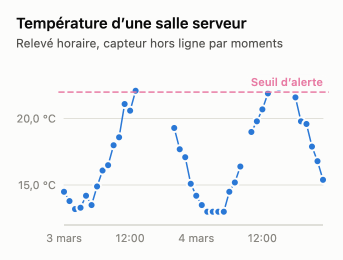 Température d’une salle serveur
Relevé horaire, capteur hors ligne par moments
Seuil d’alerte
20,0 °C
15,0 °C
3 mars 12:00 4 mars 12:00